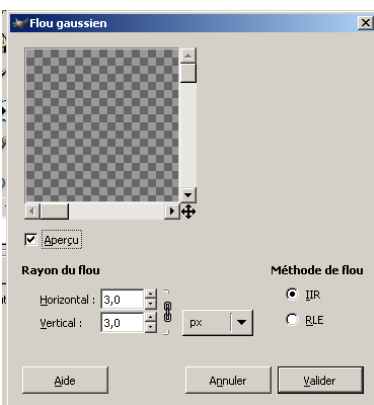 Flou gaussien
Aperçu
Rayon du flou
Méthode de flou
Horizontal : 3,0
IIR
Vertical : 3,0
px
RLE
Aide
Annuler
Valider